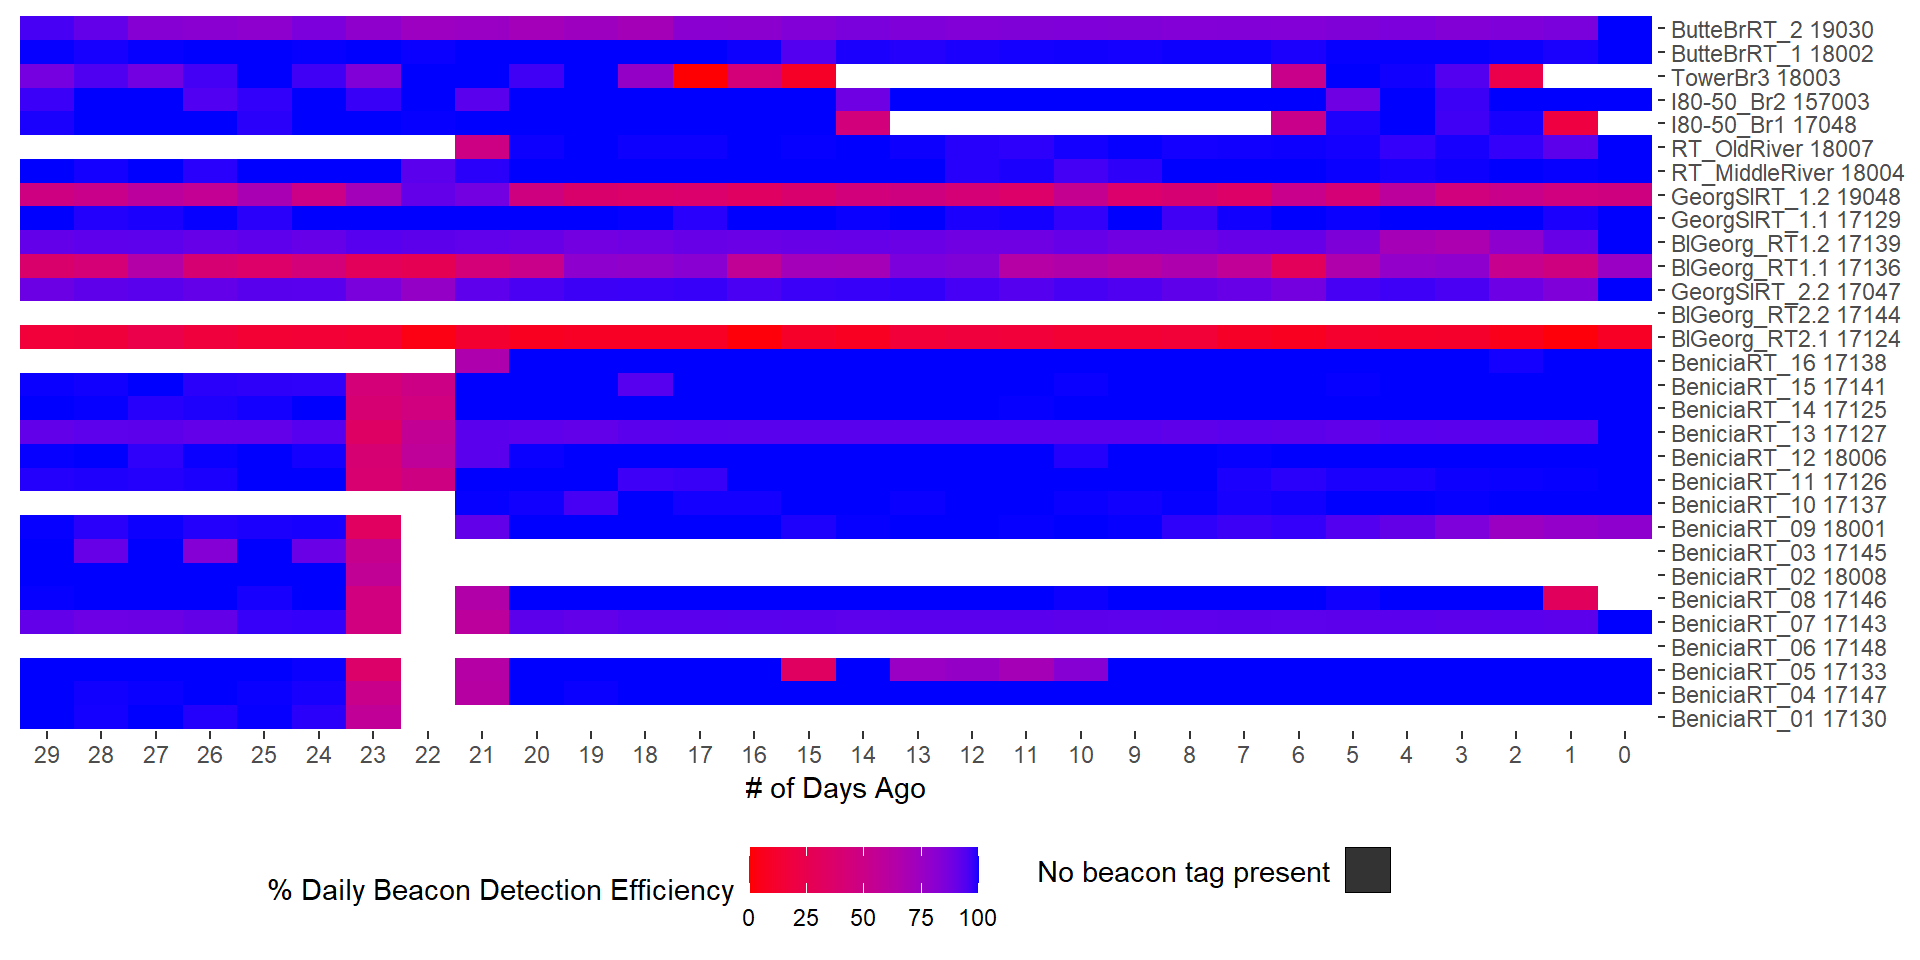 ButteBrRT_2 19030
ButteBrRT_1 18002
TowerBr3 18003
I80-50_Br2 157003
I80-50_Br1 17048
RT_OldRiver 18007
RT_MiddleRiver 18004
GeorgSlRT_1.2 19048
GeorgSlRT_1.1 17129
BlGeorg_RT1.2 17139
BlGeorg_RT1.1 17136
GeorgSlRT_2.2 17047
BlGeorg_RT2.2 17144
BlGeorg_RT2.1 17124
BeniciaRT_16 17138
BeniciaRT_15 17141
BeniciaRT_14 17125
BeniciaRT_13 17127
BeniciaRT_12 18006
BeniciaRT_11 17126
BeniciaRT_10 17137
BeniciaRT_09 18001
BeniciaRT_03 17145
BeniciaRT_02 18008
BeniciaRT_08 17146
BeniciaRT_07 17143
BeniciaRT_06 17148
BeniciaRT_05 17133
BeniciaRT_04 17147
BeniciaRT_01 17130
29 28 27 26 25 24 23 22 21 20 19 18 17 16 15 14 13 12 11 10 9 8 7 6 5 4 3 2 1 0
# of Days Ago
% Daily Beacon Detection Efficiency
0 25 50 75 100
No beacon tag present